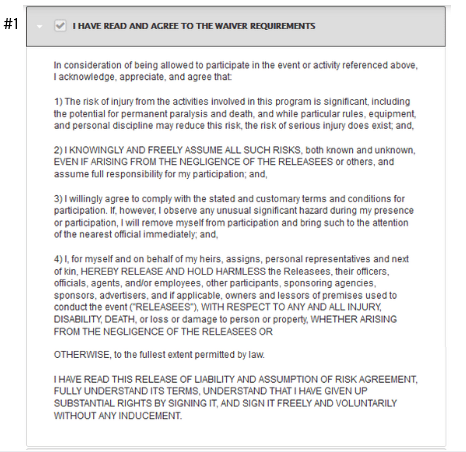 #1
I HAVE READ AND AGREE TO THE WAIVER REQUIREMENTS
In consideration of being allowed to participate in the event or activity referenced above,
I acknowledge, appreciate, and agree that:
1) The risk of injury from the activities involved in this program is significant, including
the potential for permanent paralysis and death, and while particular rules, equipment,
and personal discipline may reduce this risk, the risk of serious injury does exist; and,
2) I KNOWINGLY AND FREELY ASSUME ALL SUCH RISKS, both known and unknown,
EVEN IF ARISING FROM THE NEGLIGENCE OF THE RELEASEES or others, and
assume full responsibility for my participation; and,
3) I willingly agree to comply with the stated and customary terms and conditions for
participation. If, however, I observe any unusual significant hazard during my presence
or participation, I will remove myself from participation and bring such to the attention
of the nearest official immediately; and,
4) I, for myself and on behalf of my heirs, assigns, personal representatives and next
of kin, HEREBY RELEASE AND HOLD HARMLESS the Releasees, their officers,
officials, agents, and/or employees, other participants, sponsoring agencies,
sponsors, advertisers, and if applicable, owners and lessors of premises used to
conduct the event ("RELEASEES"), WITH RESPECT TO ANY AND ALL INJURY,
DISABILITY, DEATH, or loss or damage to person or property, WHETHER ARISING
FROM THE NEGLIGENCE OF THE RELEASEES OR
OTHERWISE, to the fullest extent permitted by law.
I HAVE READ THIS RELEASE OF LIABILITY AND ASSUMPTION OF RISK AGREEMENT,
FULLY UNDERSTAND ITS TERMS, UNDERSTAND THAT I HAVE GIVEN UP
SUBSTANTIAL RIGHTS BY SIGNING IT, AND SIGN IT FREELY AND VOLUNTARILY
WITHOUT ANY INDUCEMENT.